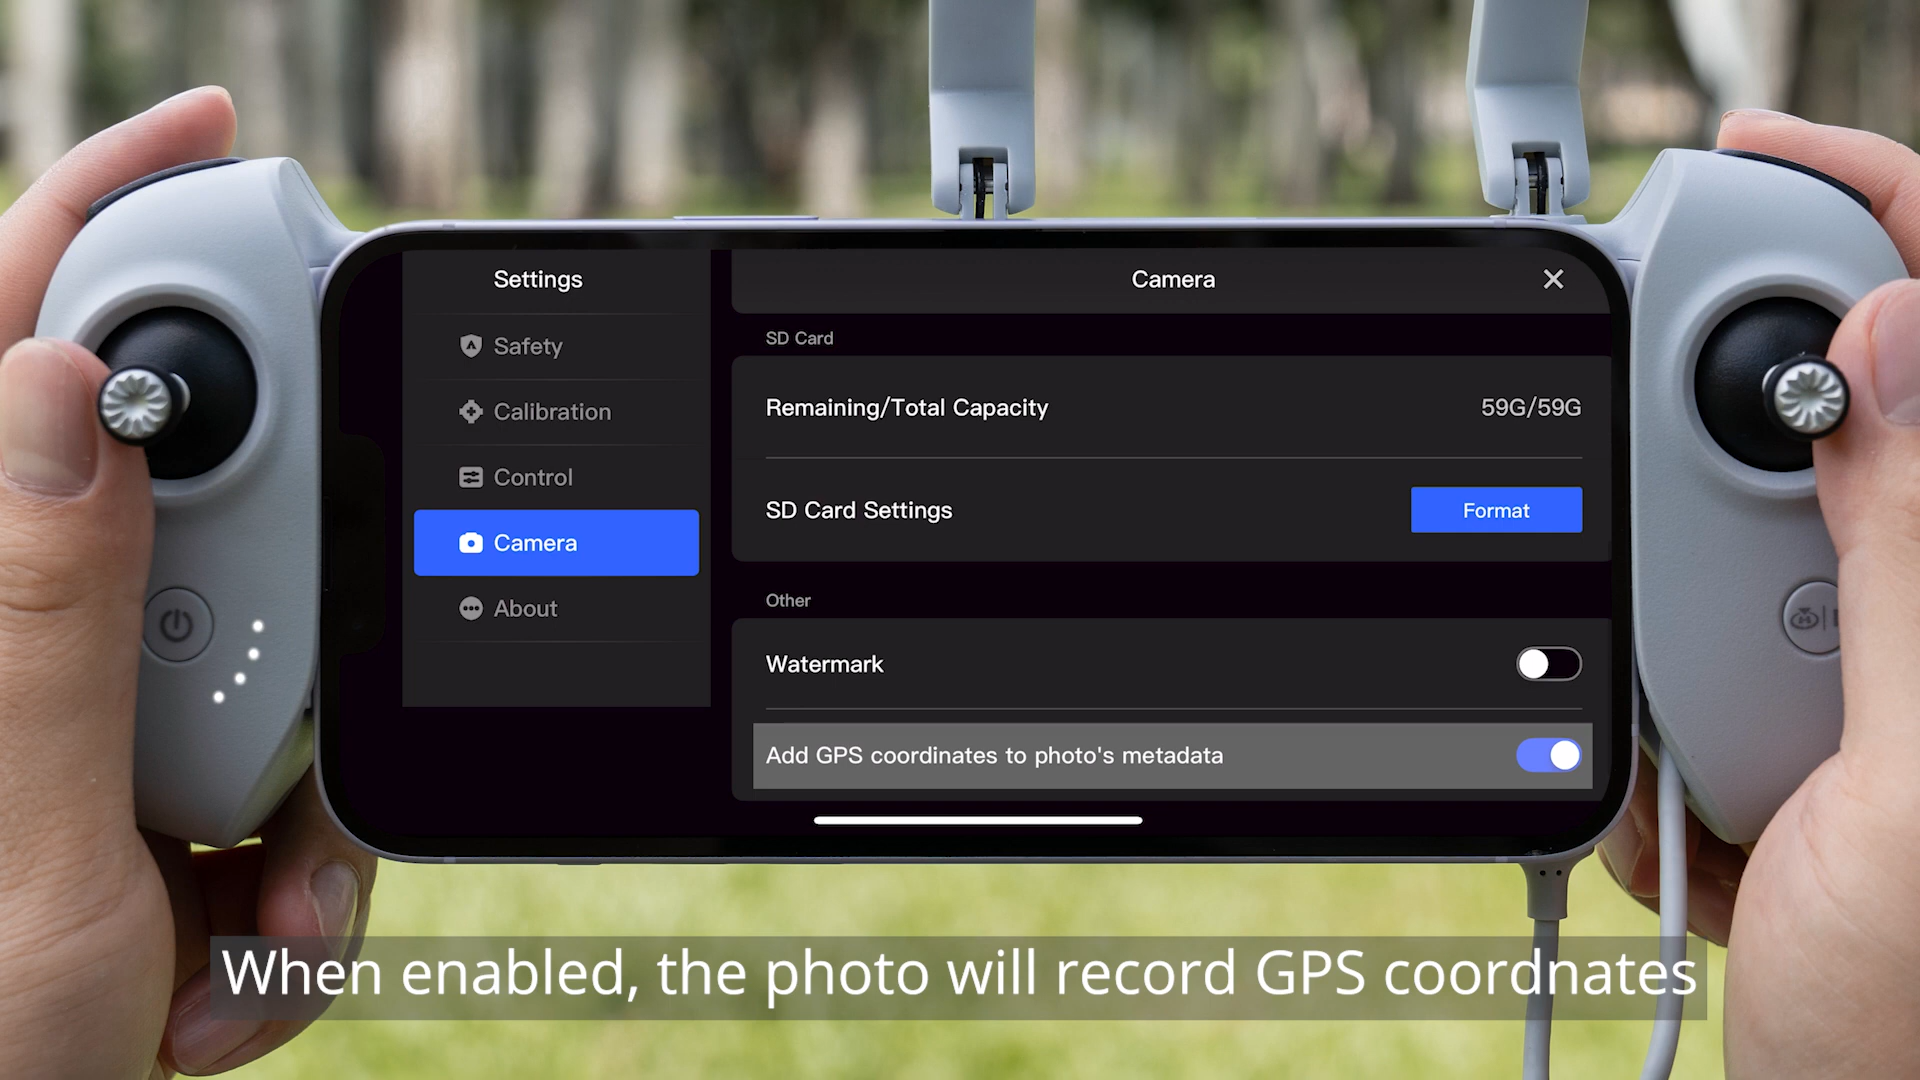 Settings
Safety
Calibration
Control
Camera
About
Camera
SD Card
Remaining/Total Capacity 59G/59G
SD Card Settings Format
Other
Watermark
Add GPS coordinates to photo's metadata
When enabled, the photo will record GPS coordnates